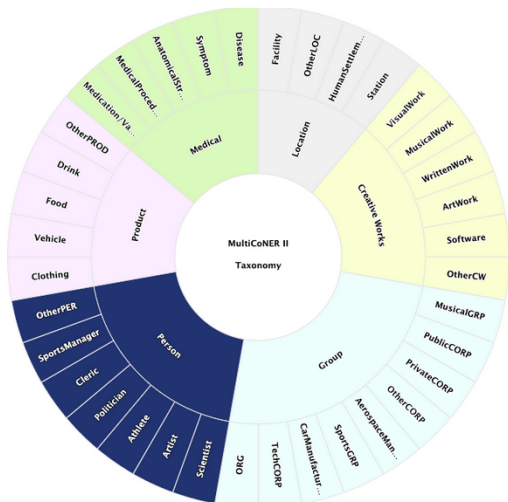 MultiCoNER II
Taxonomy
Location
Facility
OtherLOC
HumanSettlem...
Station
Creative Works
VisualWork
MusicalWork
WrittenWork
ArtWork
Software
OtherCW
Group
MusicalGRP
PublicCORP
PrivateCORP
OtherCORP
AerospaceMan...
SportsGRP
CarManufactur...
TechCORP
ORG
Person
Scientist
Artist
Athlete
Politician
Cleric
SportsManager
OtherPER
Product
Clothing
Vehicle
Food
Drink
OtherPROD
Medical
Medication/Va...
MedicalProced...
AnatomicalStr...
Symptom
Disease